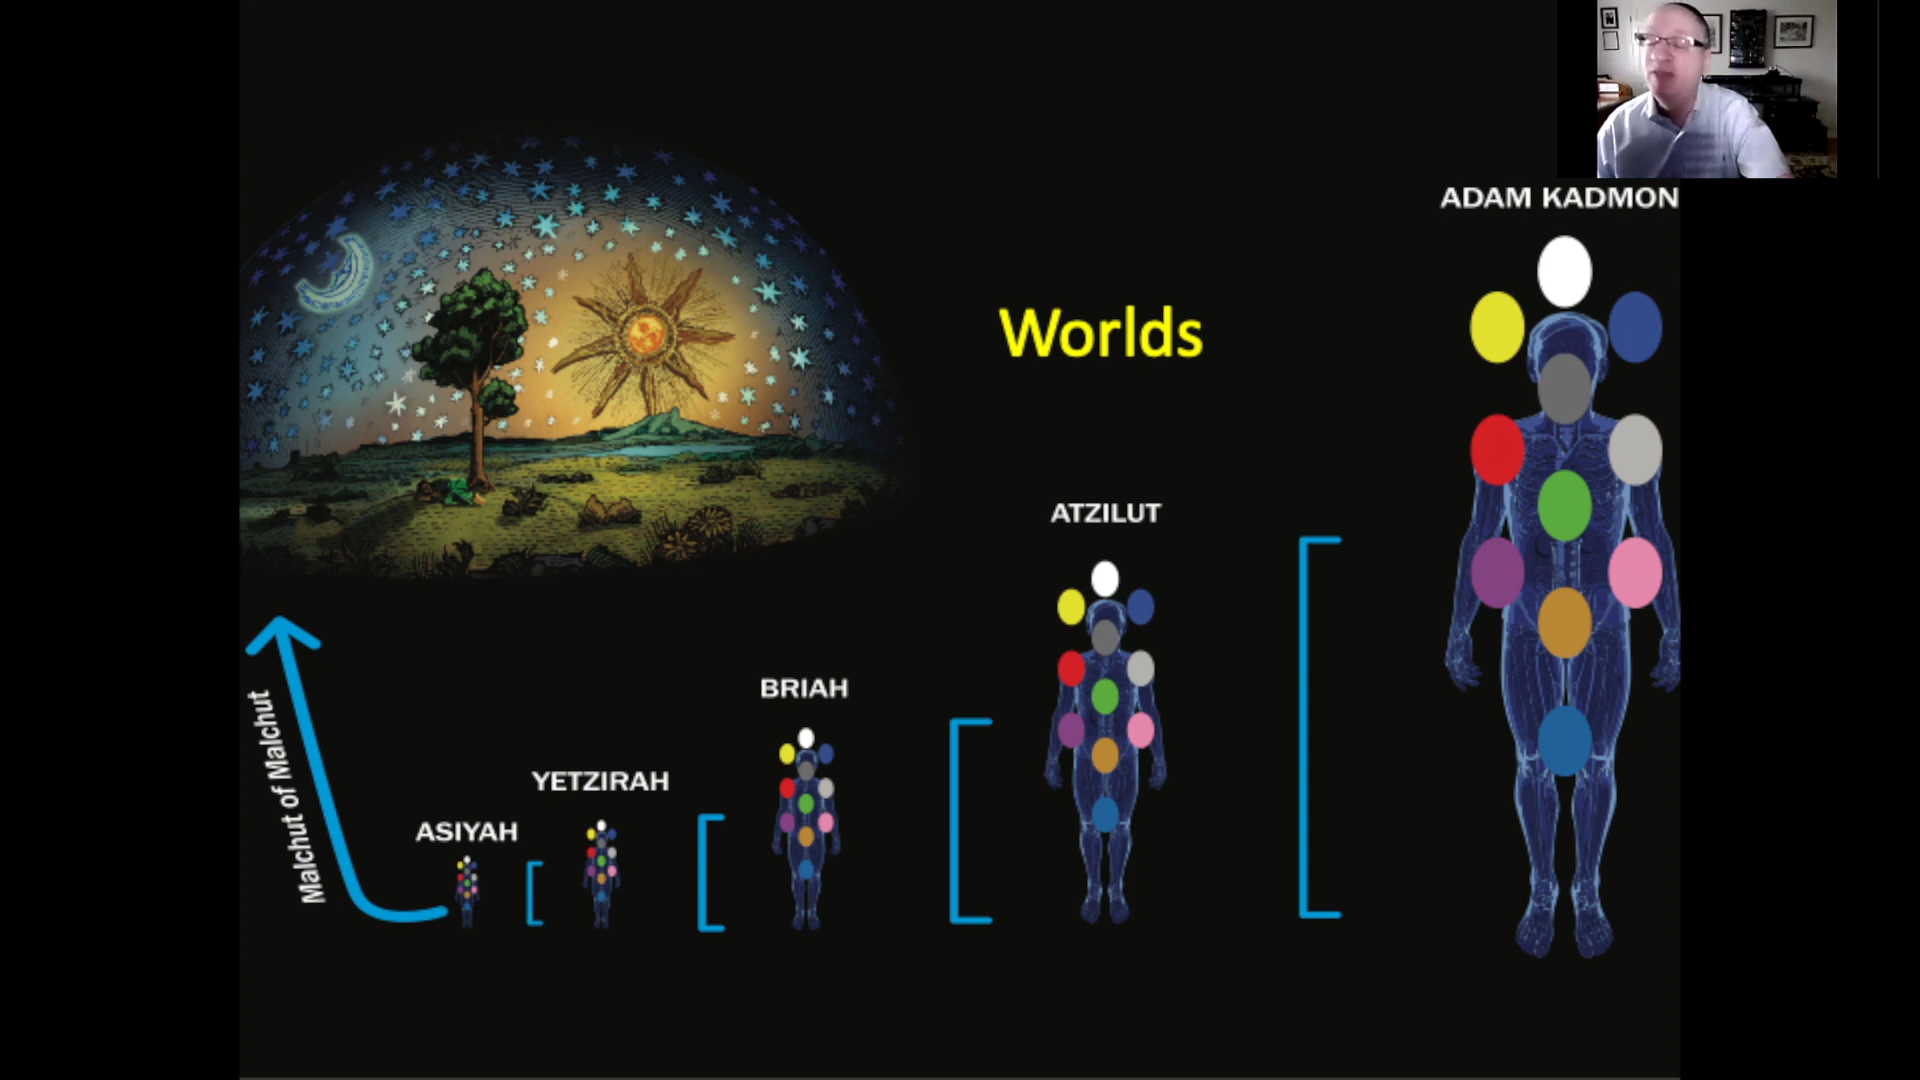 ADAM KADMON
Worlds
ATZILUT
BRIAH
YETZIRAH
ASIYAH
Malchut of Malchut